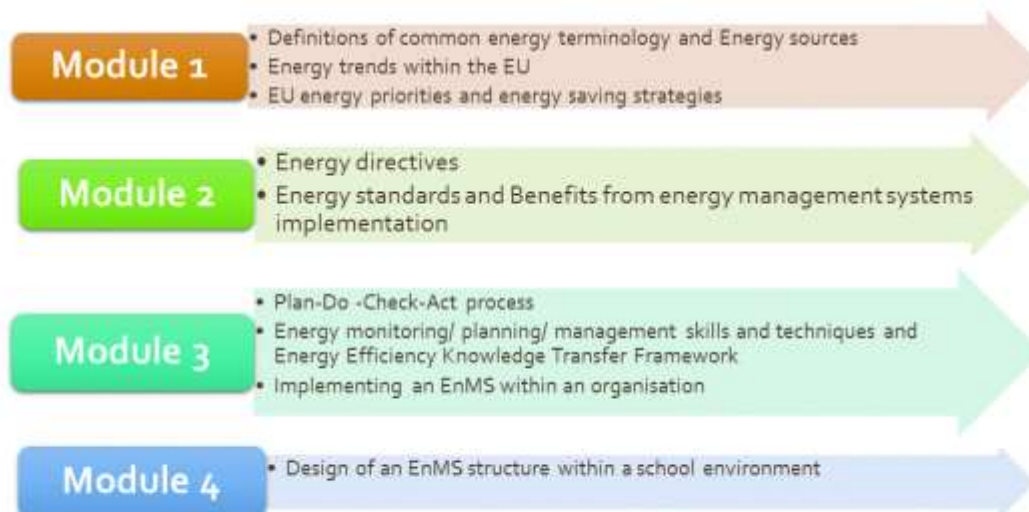 Module 1
• Definitions of common energy terminology and Energy sources
• Energy trends within the EU
• EU energy priorities and energy saving strategies
Module 2
• Energy directives
• Energy standards and Benefits from energy management systems
implementation
Module 3
• Plan-Do -Check-Act process
• Energy monitoring/ planning/ management skills and techniques and
Energy Efficiency Knowledge Transfer Framework
• Implementing an EnMS within an organisation
Module 4
• Design of an EnMS structure within a school environment